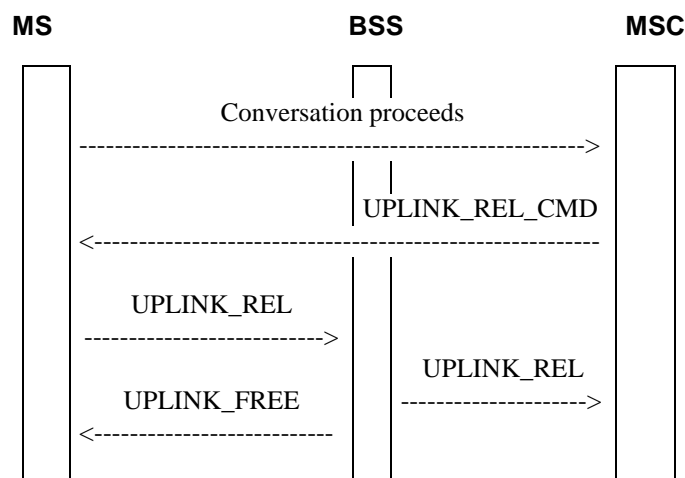 MS BSS MSC
Conversation proceeds
UPLINK_REL_CMD
UPLINK_REL
UPLINK_REL
UPLINK_FREE